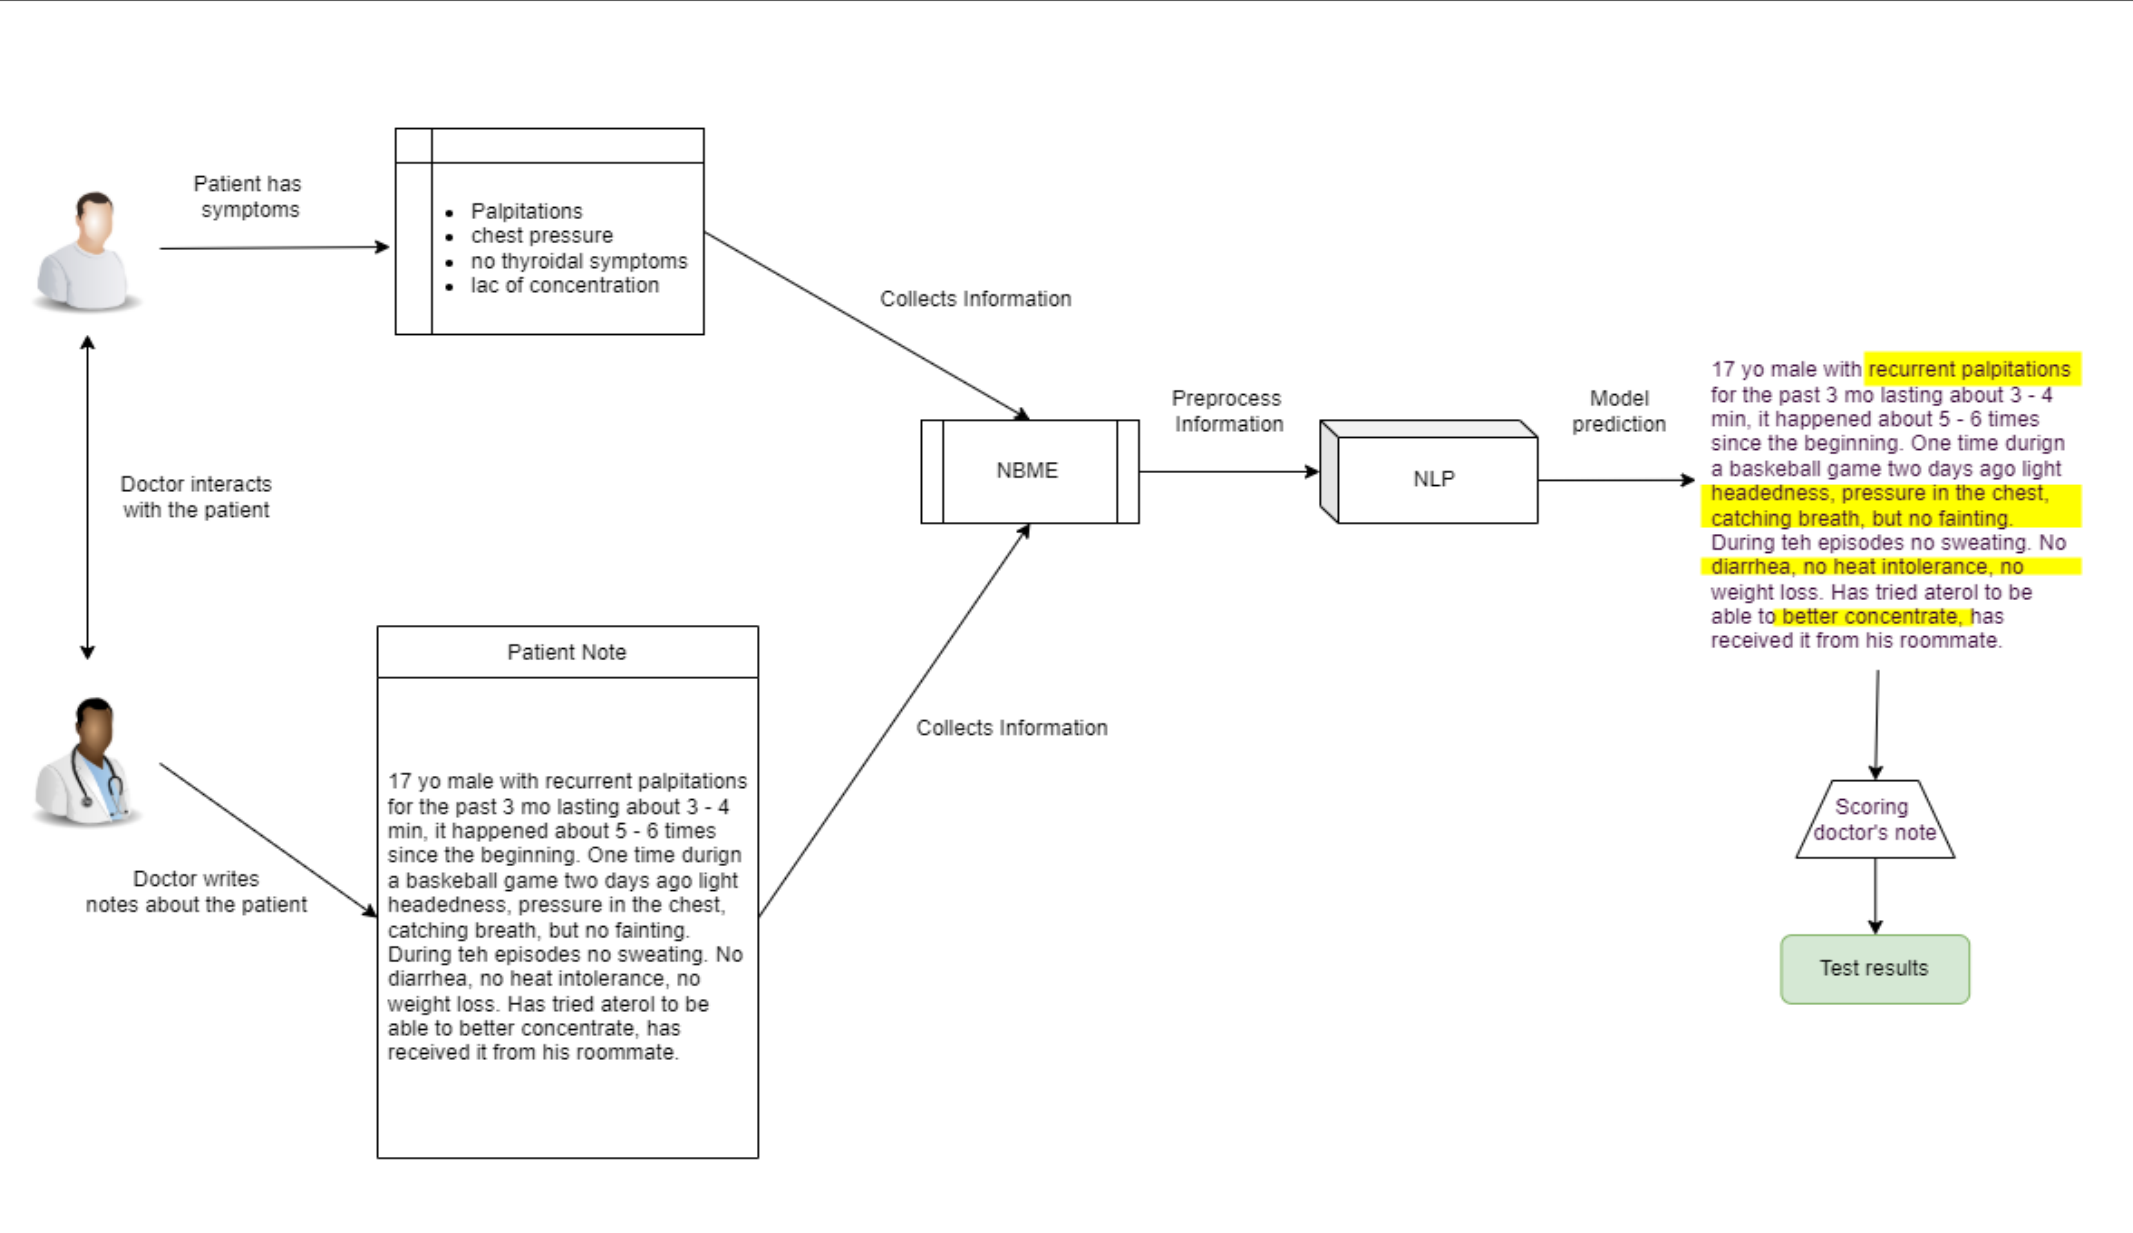 Patient has
symptoms
Palpitations
chest pressure
no thyroidal symptoms
lac of concentration
Collects Information
Doctor interacts
with the patient
NBME
Preprocess
Information
NLP
Model
prediction
17 yo male with recurrent palpitations
for the past 3 mo lasting about 3 - 4
min, it happened about 5 - 6 times
since the beginning. One time durign
a baskeball game two days ago light
headedness, pressure in the chest,
catching breath, but no fainting.
During teh episodes no sweating. No
diarrhea, no heat intolerance, no
weight loss. Has tried aterol to be
able to better concentrate, has
received it from his roommate.
Doctor writes
notes about the patient
Patient Note
17 yo male with recurrent palpitations
for the past 3 mo lasting about 3 - 4
min, it happened about 5 - 6 times
since the beginning. One time durign
a baskeball game two days ago light
headedness, pressure in the chest,
catching breath, but no fainting.
During teh episodes no sweating. No
diarrhea, no heat intolerance, no
weight loss. Has tried aterol to be
able to better concentrate, has
received it from his roommate.
Collects Information
Scoring
doctor's note
Test results